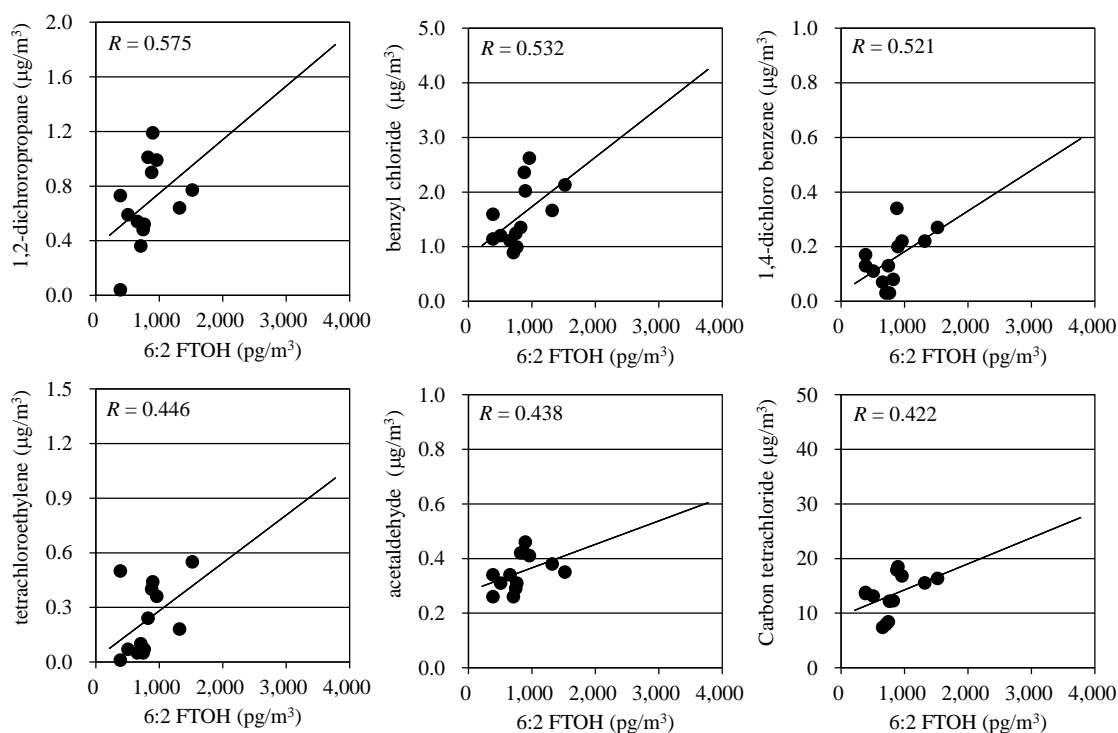 1,2-dichroropropane (μg/m³)
2.0
1.6
1.2
0.8
0.4
0.0
R = 0.575
0 1,000 2,000 3,000 4,000
6:2 FTOH (pg/m³)
benzyl chloride (μg/m³)
5.0
4.0
3.0
2.0
1.0
0.0
R = 0.532
0 1,000 2,000 3,000 4,000
6:2 FTOH (pg/m³)
1,4-dichloro benzene (μg/m³)
1.0
0.8
0.6
0.4
0.2
0.0
R = 0.521
0 1,000 2,000 3,000 4,000
6:2 FTOH (pg/m³)
tetrachloroethylene (μg/m³)
1.5
1.2
0.9
0.6
0.3
0.0
R = 0.446
0 1,000 2,000 3,000 4,000
6:2 FTOH (pg/m³)
acetaldehyde (μg/m³)
1.0
0.8
0.6
0.4
0.2
0.0
R = 0.438
0 1,000 2,000 3,000 4,000
6:2 FTOH (pg/m³)
Carbon tetrachloride (μg/m³)
50
40
30
20
10
0
R = 0.422
0 1,000 2,000 3,000 4,000
6:2 FTOH (pg/m³)